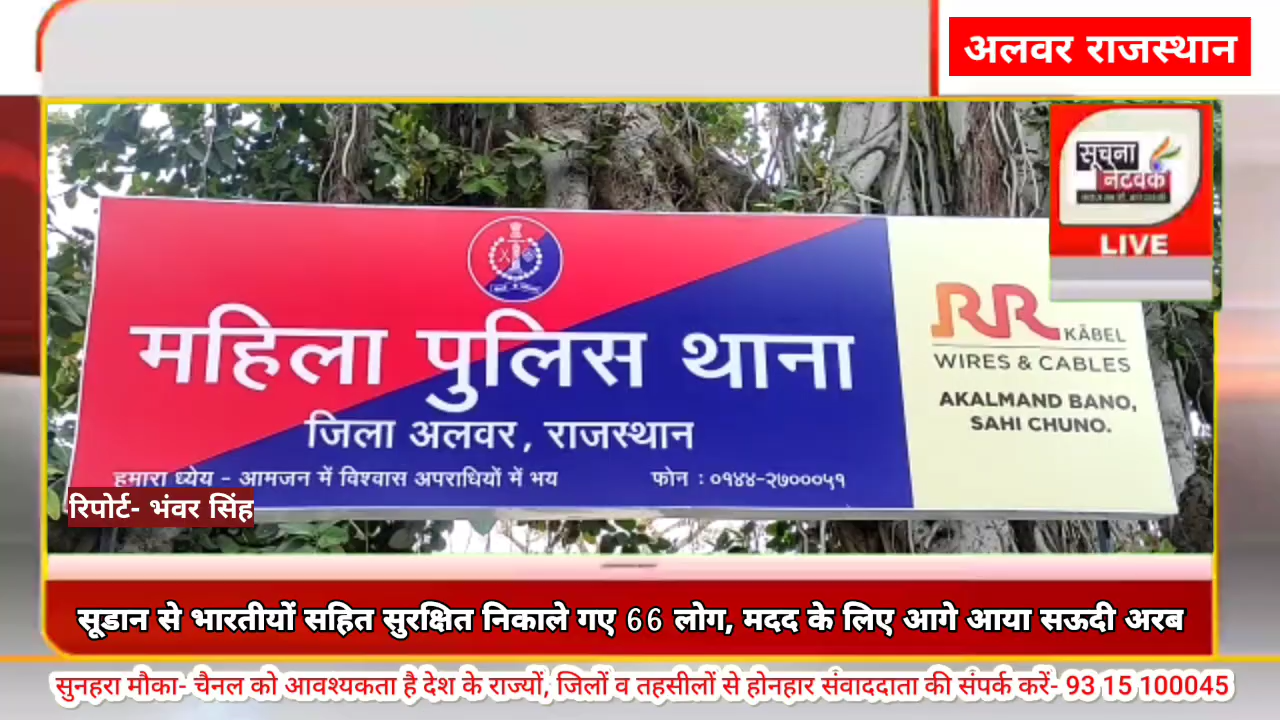 अलवर राजस्थान
सूचना
नेटवर्क
LIVE
महिला पुलिस थाना
जिला अलवर, राजस्थान
हमारा ध्येय - आमजन में विश्वास अपराधियों में भय
फोन : ०१४४-२७०००५१
RR KÄBEL
WIRES & CABLES
AKALMAND BANO,
SAHI CHUNO.
रिपोर्ट- भंवर सिंह
सूडान से भारतीयों सहित सुरक्षित निकाले गए 66 लोग, मदद के लिए आगे आया सऊदी अरब
सुनहरा मौका- चैनल को आवश्यकता है देश के राज्यों, जिलों व तहसीलों से होनहार संवाददाता की संपर्क करें- 93 15 100045